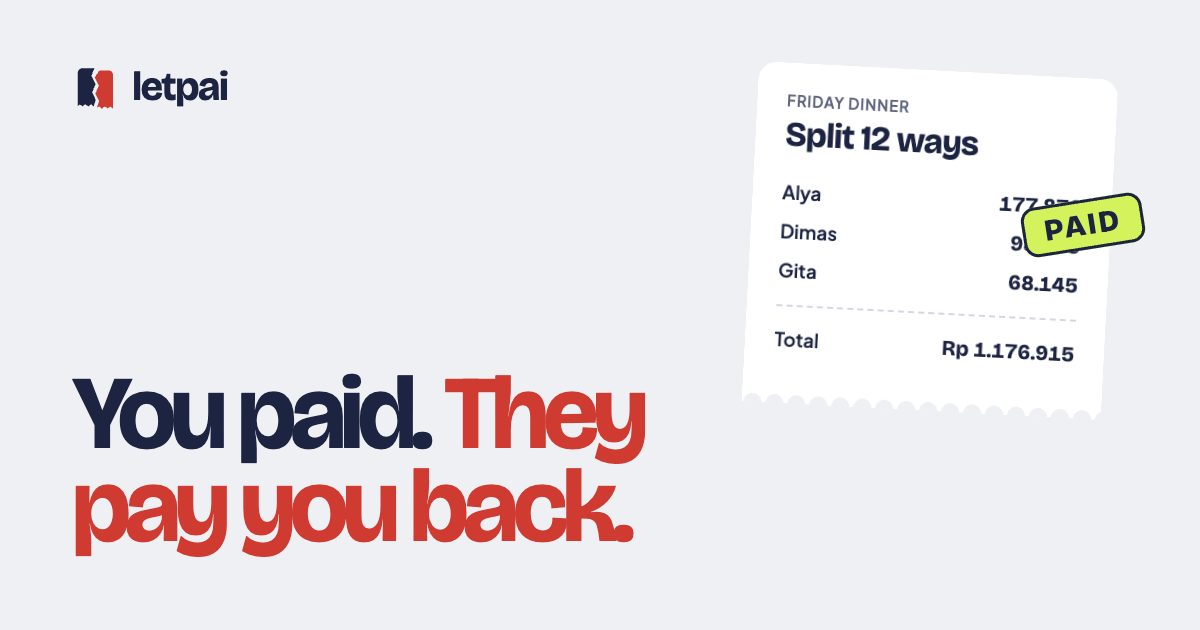 letpai
FRIDAY DINNER
Split 12 ways
Alya
Dimas
Gita 68.145
PAID
Total Rp 1.176.915
You paid. They
pay you back.